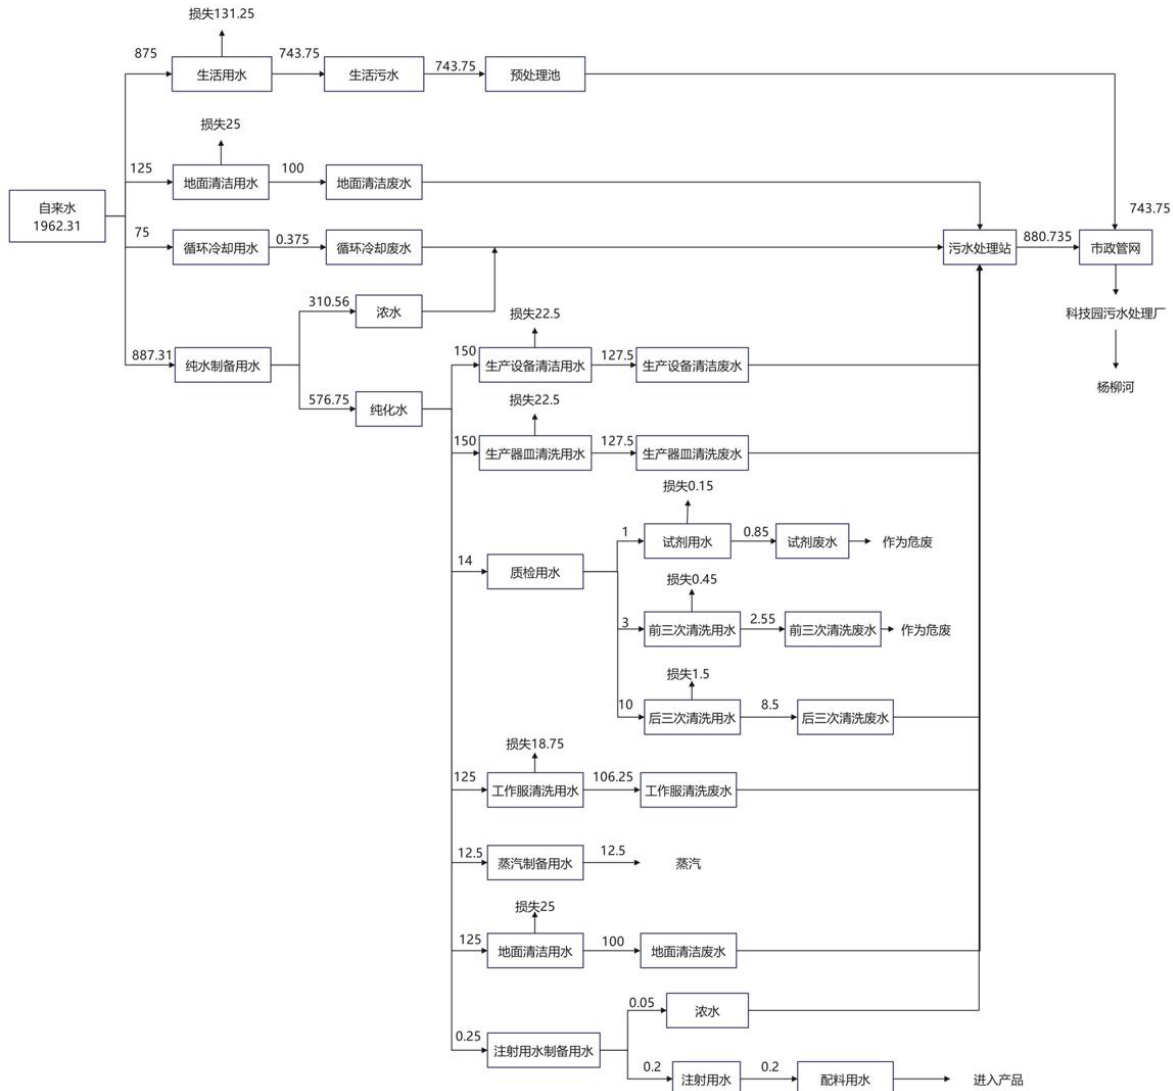 损失131.25
875
生活用水
743.75
生活污水
743.75
预处理池
损失25
125
地面清洁用水
100
地面清洁废水
自来水
1962.31
743.75
75
循环冷却用水
0.375
循环冷却废水
污水处理站
880.735
市政管网
310.56
浓水
科技园污水处理厂
杨柳河
887.31
纯水制备用水
576.75
纯化水
损失22.5
150
生产设备清洁用水
127.5
生产设备清洁废水
损失22.5
150
生产器皿清洗用水
127.5
生产器皿清洗废水
损失0.15
14
质检用水
1
试剂用水
0.85
试剂废水
作为危废
损失0.45
3
前三次清洗用水
2.55
前三次清洗废水
作为危废
损失1.5
10
后三次清洗用水
8.5
后三次清洗废水
损失18.75
125
工作服清洗用水
106.25
工作服清洗废水
12.5
蒸汽制备用水
12.5
蒸汽
损失25
125
地面清洁用水
100
地面清洁废水
0.25
注射用水制备用水
0.05
浓水
0.2
注射用水
0.2
配料用水
进入产品